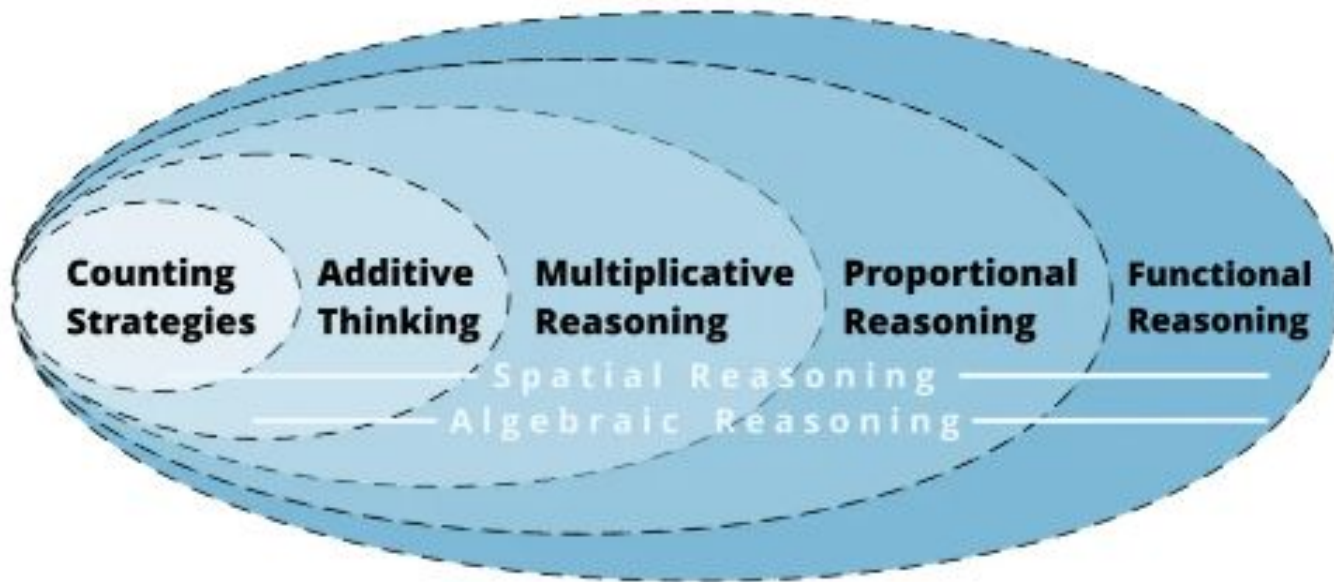 Counting
Strategies
Additive
Thinking
Multiplicative
Reasoning
Proportional
Reasoning
Functional
Reasoning
Spatial Reasoning
Algebraic Reasoning